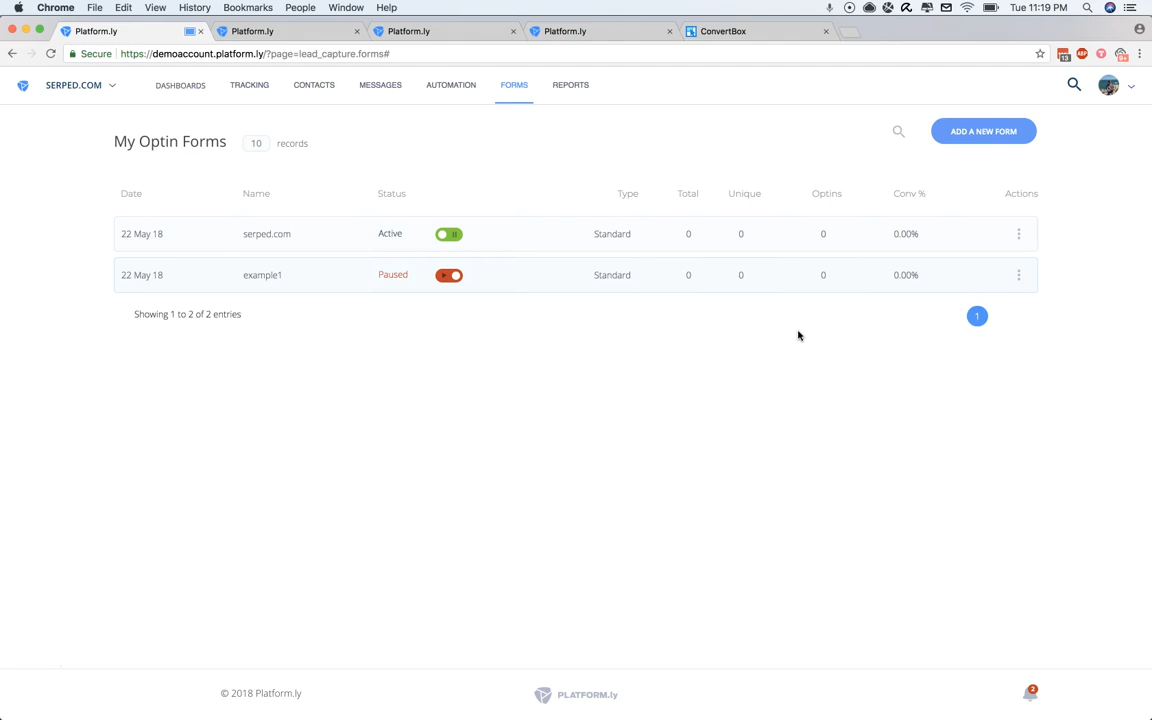 Chrome File Edit View History Bookmarks People Window Help Tue 11:19 PM
Platform.ly Platform.ly Platform.ly Platform.ly ConvertBox
Secure https://demoaccount.platform.ly/?page=lead_capture.forms# 13 ABP T 9+
SERPED.COM DASHBOARDS TRACKING CONTACTS MESSAGES AUTOMATION FORMS REPORTS
My Optin Forms 10 records ADD A NEW FORM
Date Name Status Type Total Unique Optins Conv % Actions
22 May 18 serped.com Active Standard 0 0 0 0.00%
22 May 18 example1 Paused Standard 0 0 0 0.00%
Showing 1 to 2 of 2 entries 1
© 2018 Platform.ly PLATFORM.ly 2